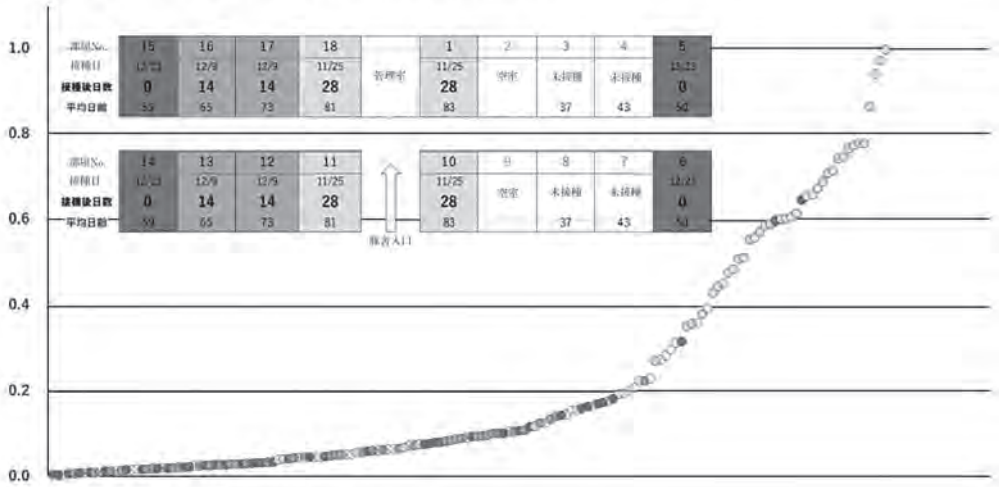 1.0
0.8
0.6
0.4
0.2
0.0
部屋No. 15 16 17 18 管理室 1 2 3 4 5
接種日 12/23 12/9 12/9 11/25 11/25 空室 未接種 未接種 12/23
接種後日数 0 14 14 28 28 0
平均日齢 59 65 73 81 83 37 43 50
部屋No. 14 13 12 11 10 9 8 7 6
接種日 12/23 12/9 12/9 11/25 11/25 空室 未接種 未接種 12/23
接種後日数 0 14 14 28 28 0
平均日齢 59 65 73 81 83 37 43 50
豚舎入口